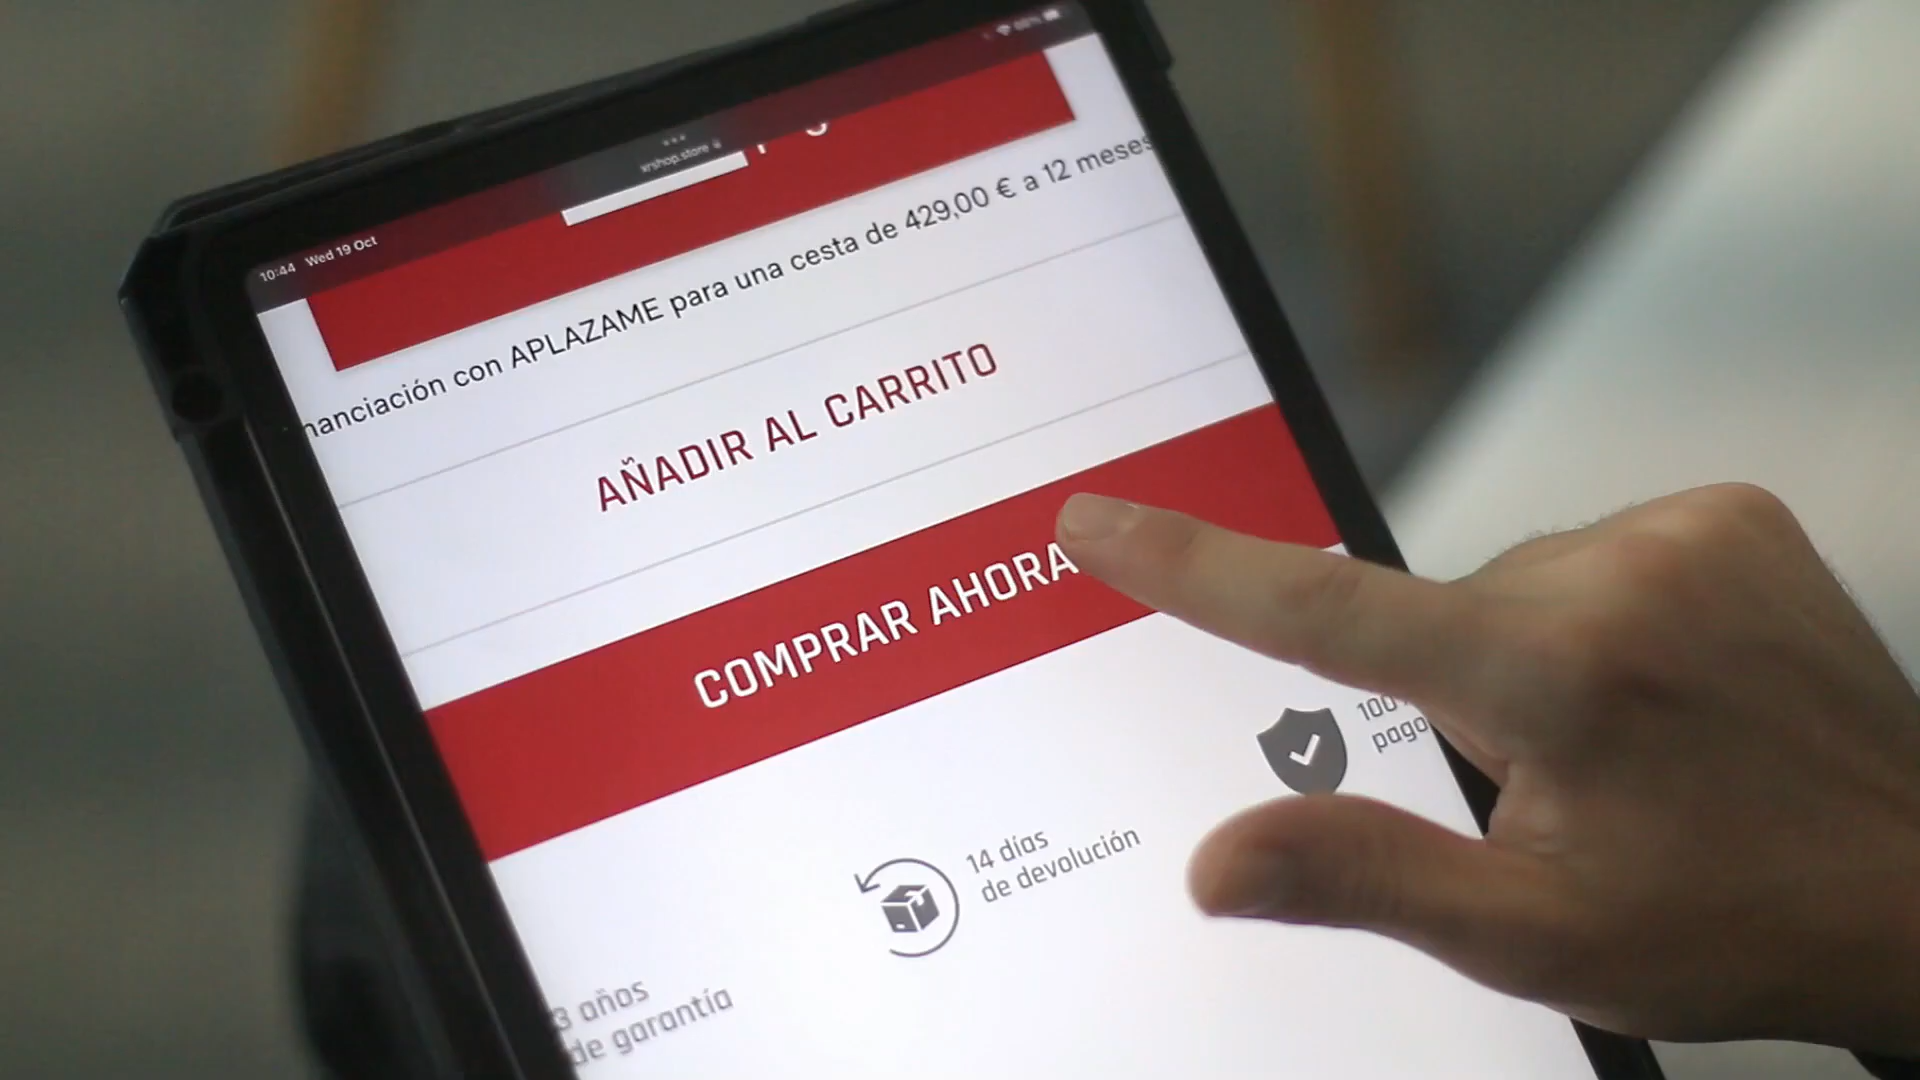 10:44 Wed 19 Oct
xrshop.store
nanciación con APLAZAME para una cesta de 429,00 € a 12 meses
AÑADIR AL CARRITO
COMPRAR AHORA
100%
pago
14 días
de devolución
3 años
de garantía